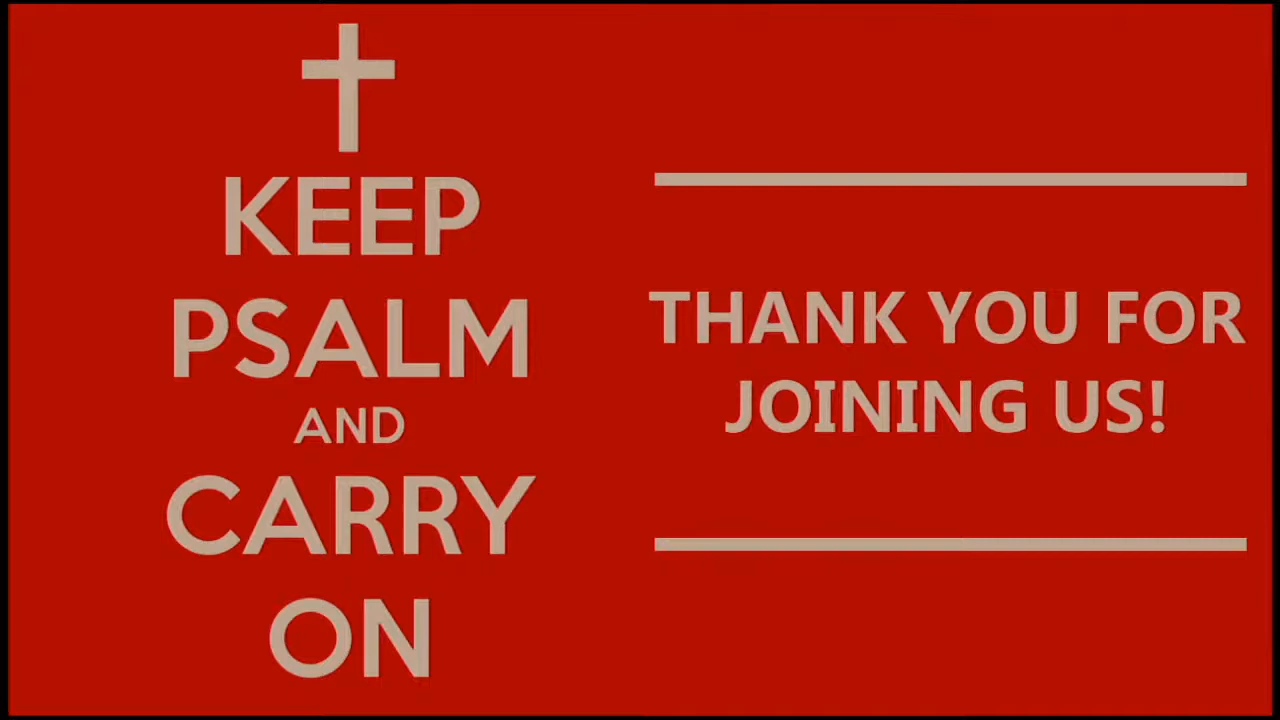 KEEP
PSALM
AND
CARRY
ON
THANK YOU FOR
JOINING US!